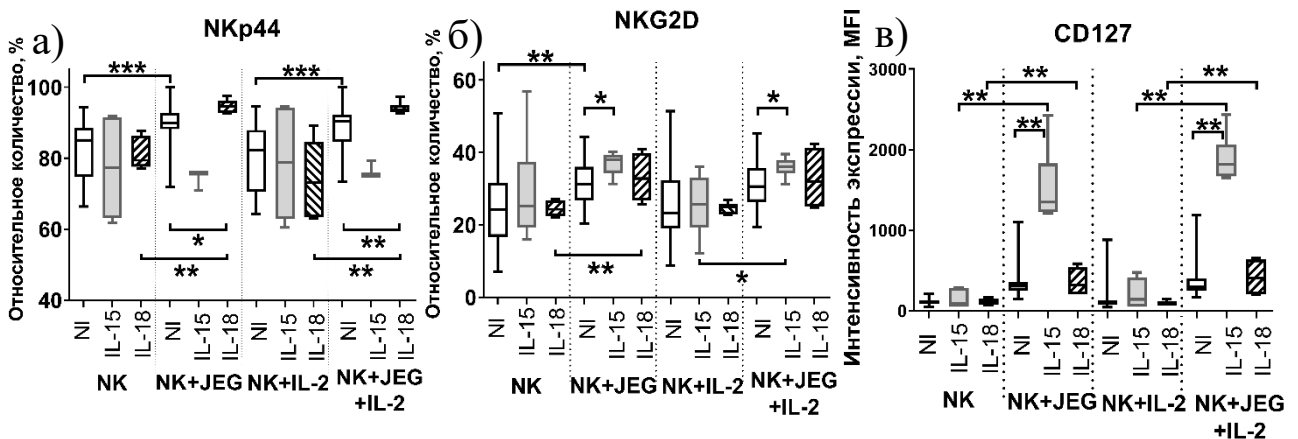 а)
NKp44
Относительное количество, %
100
80
60
40
***
***
*
**
**
**
NI
IL-15
IL-18
NI
IL-15
IL-18
NI
IL-15
IL-18
NI
IL-15
IL-18
NK
NK+JEG
NK+IL-2
NK+JEG
+IL-2
б)
NKG2D
Относительное количество, %
60
40
20
0
**
*
*
**
*
NI
IL-15
IL-18
NI
IL-15
IL-18
NI
IL-15
IL-18
NI
IL-15
IL-18
NK
NK+JEG
NK+IL-2
NK+JEG
+IL-2
в)
CD127
Интенсивность экспрессии, MFI
3000
2000
1000
0
**
**
**
**
**
**
NI
IL-15
IL-18
NI
IL-15
IL-18
NI
IL-15
IL-18
NI
IL-15
IL-18
NK
NK+JEG
NK+IL-2
NK+JEG
+IL-2